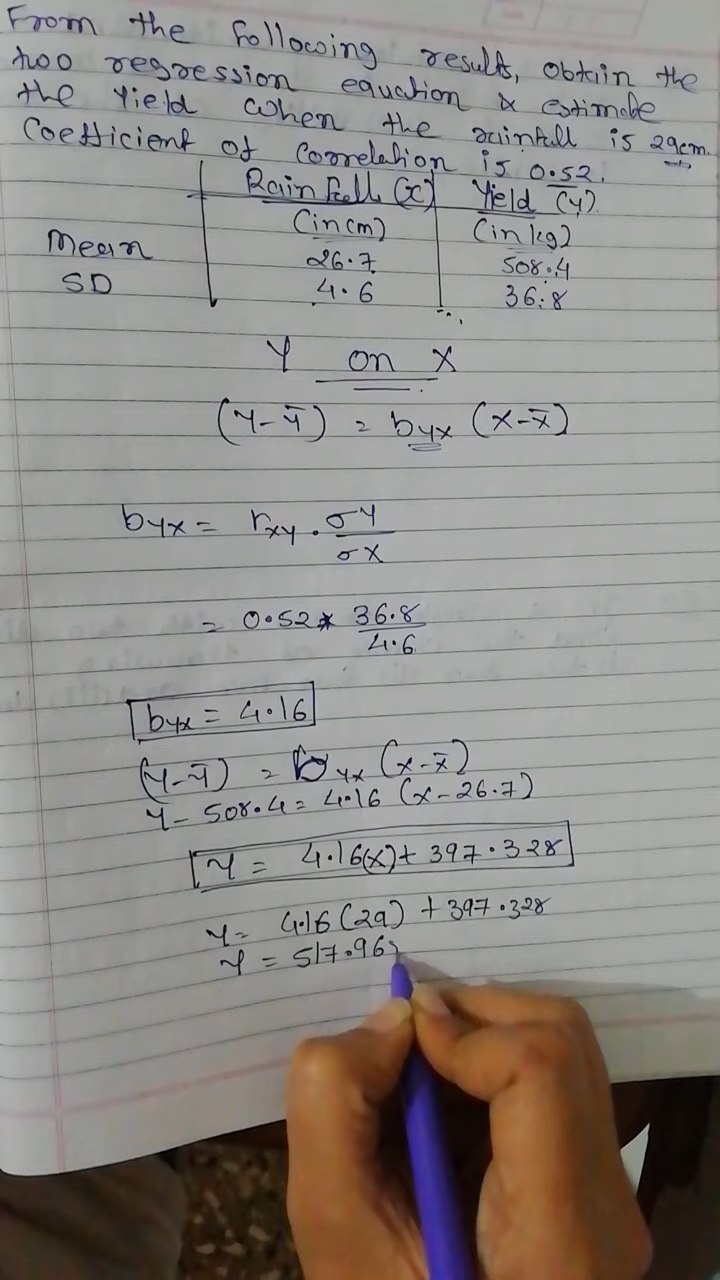 From the following results, obtain the
two regression equation & estimate
the Yield when the rainfall is 29cm.
Coefficient of Correlation is 0.52.
Rain Fall (X) Yield (Y)
(in cm) (in kg)
Mean 26.7 508.4
SD 4.6 36.8
Y on X
(Y-Ȳ) = byx (X-X̄)
byx = rxy . σY/σX
= 0.52 * 36.8/4.6
byx = 4.16
(Y-Ȳ) = byx (X-X̄)
Y - 508.4 = 4.16 (X - 26.7)
Y = 4.16(X) + 397.328
Y = 4.16 (29) + 397.328
Y = 517.968